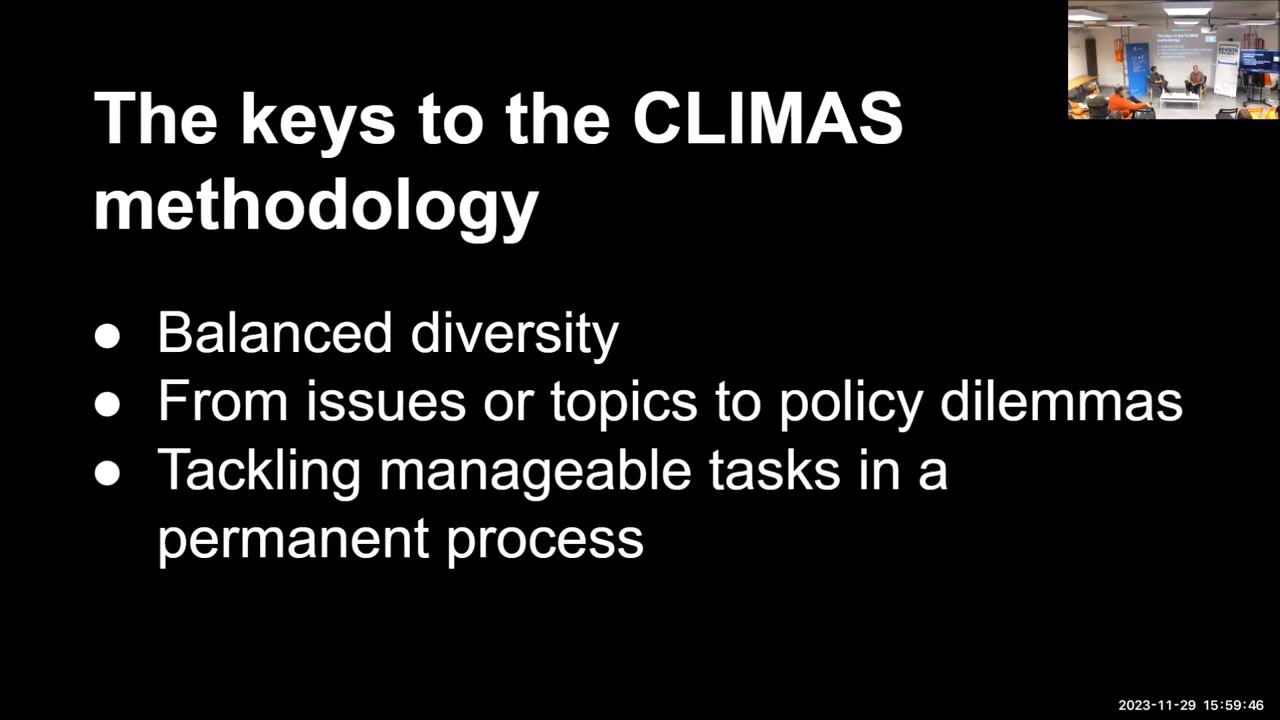 The keys to the CLIMAS
methodology
● Balanced diversity
● From issues or topics to policy dilemmas
● Tackling manageable tasks in a
permanent process
REVISTA
2023-11-29 15:59:46